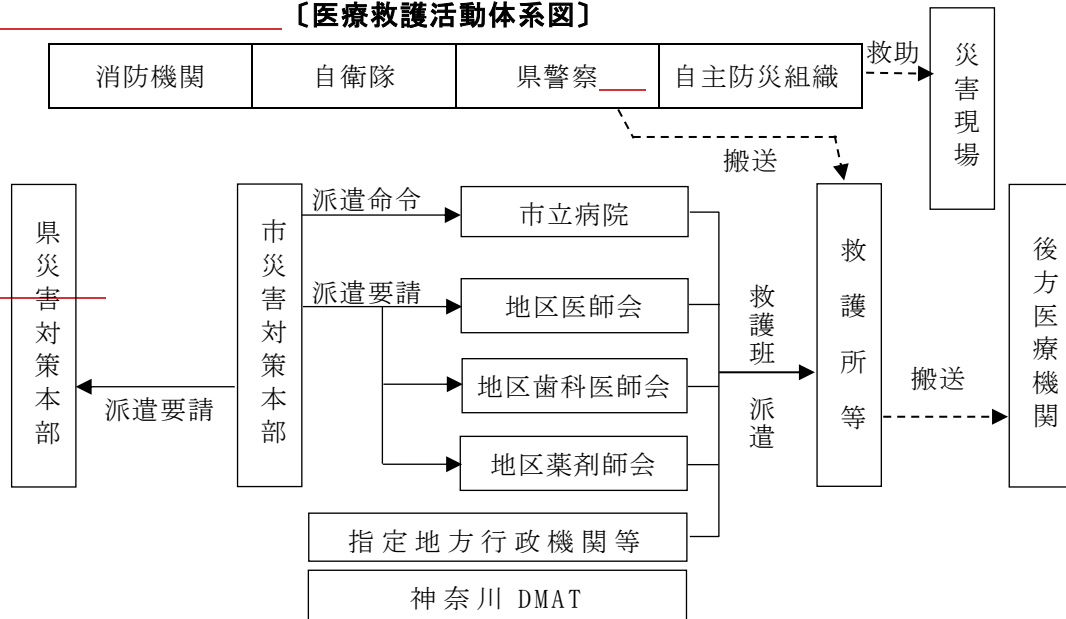 〔医療救護活動体系図〕
消防機関
自衛隊
県警察
自主防災組織
救助
災害現場
搬送
県災害対策本部
市災害対策本部
派遣命令
市立病院
派遣要請
地区医師会
地区歯科医師会
地区薬剤師会
派遣要請
救護班
派遣
救護所等
搬送
後方医療機関
指定地方行政機関等
神奈川 DMAT